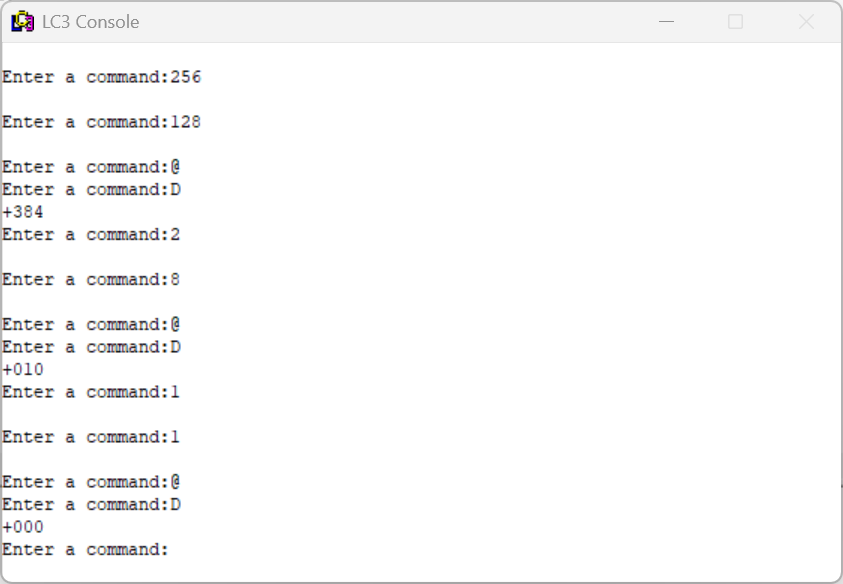 LC3 Console
Enter a command:256
Enter a command:128
Enter a command:@
Enter a command:D
+384
Enter a command:2
Enter a command:8
Enter a command:@
Enter a command:D
+010
Enter a command:1
Enter a command:1
Enter a command:@
Enter a command:D
+000
Enter a command: